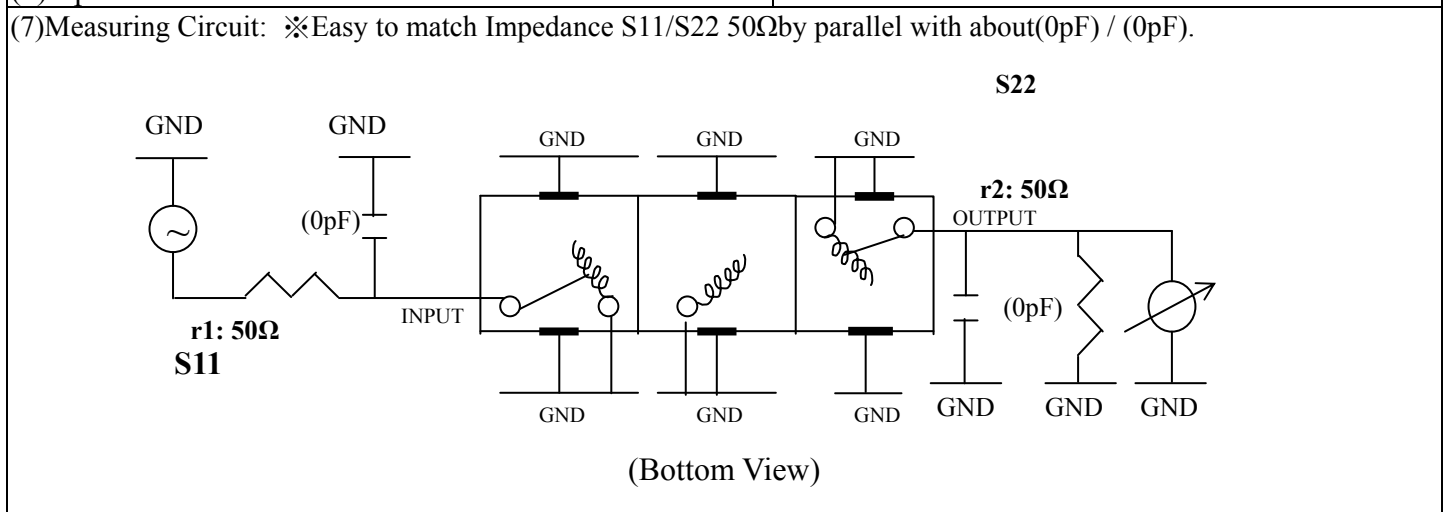 (7)Measuring Circuit: ※Easy to match Impedance S11/S22 50Ωby parallel with about(0pF) / (0pF).
S22
GND
GND
GND
GND
GND
(0pF)
r2: 50Ω
OUTPUT
~
(0pF)
INPUT
r1: 50Ω
S11
GND
GND
GND
GND
GND
GND
(Bottom View)